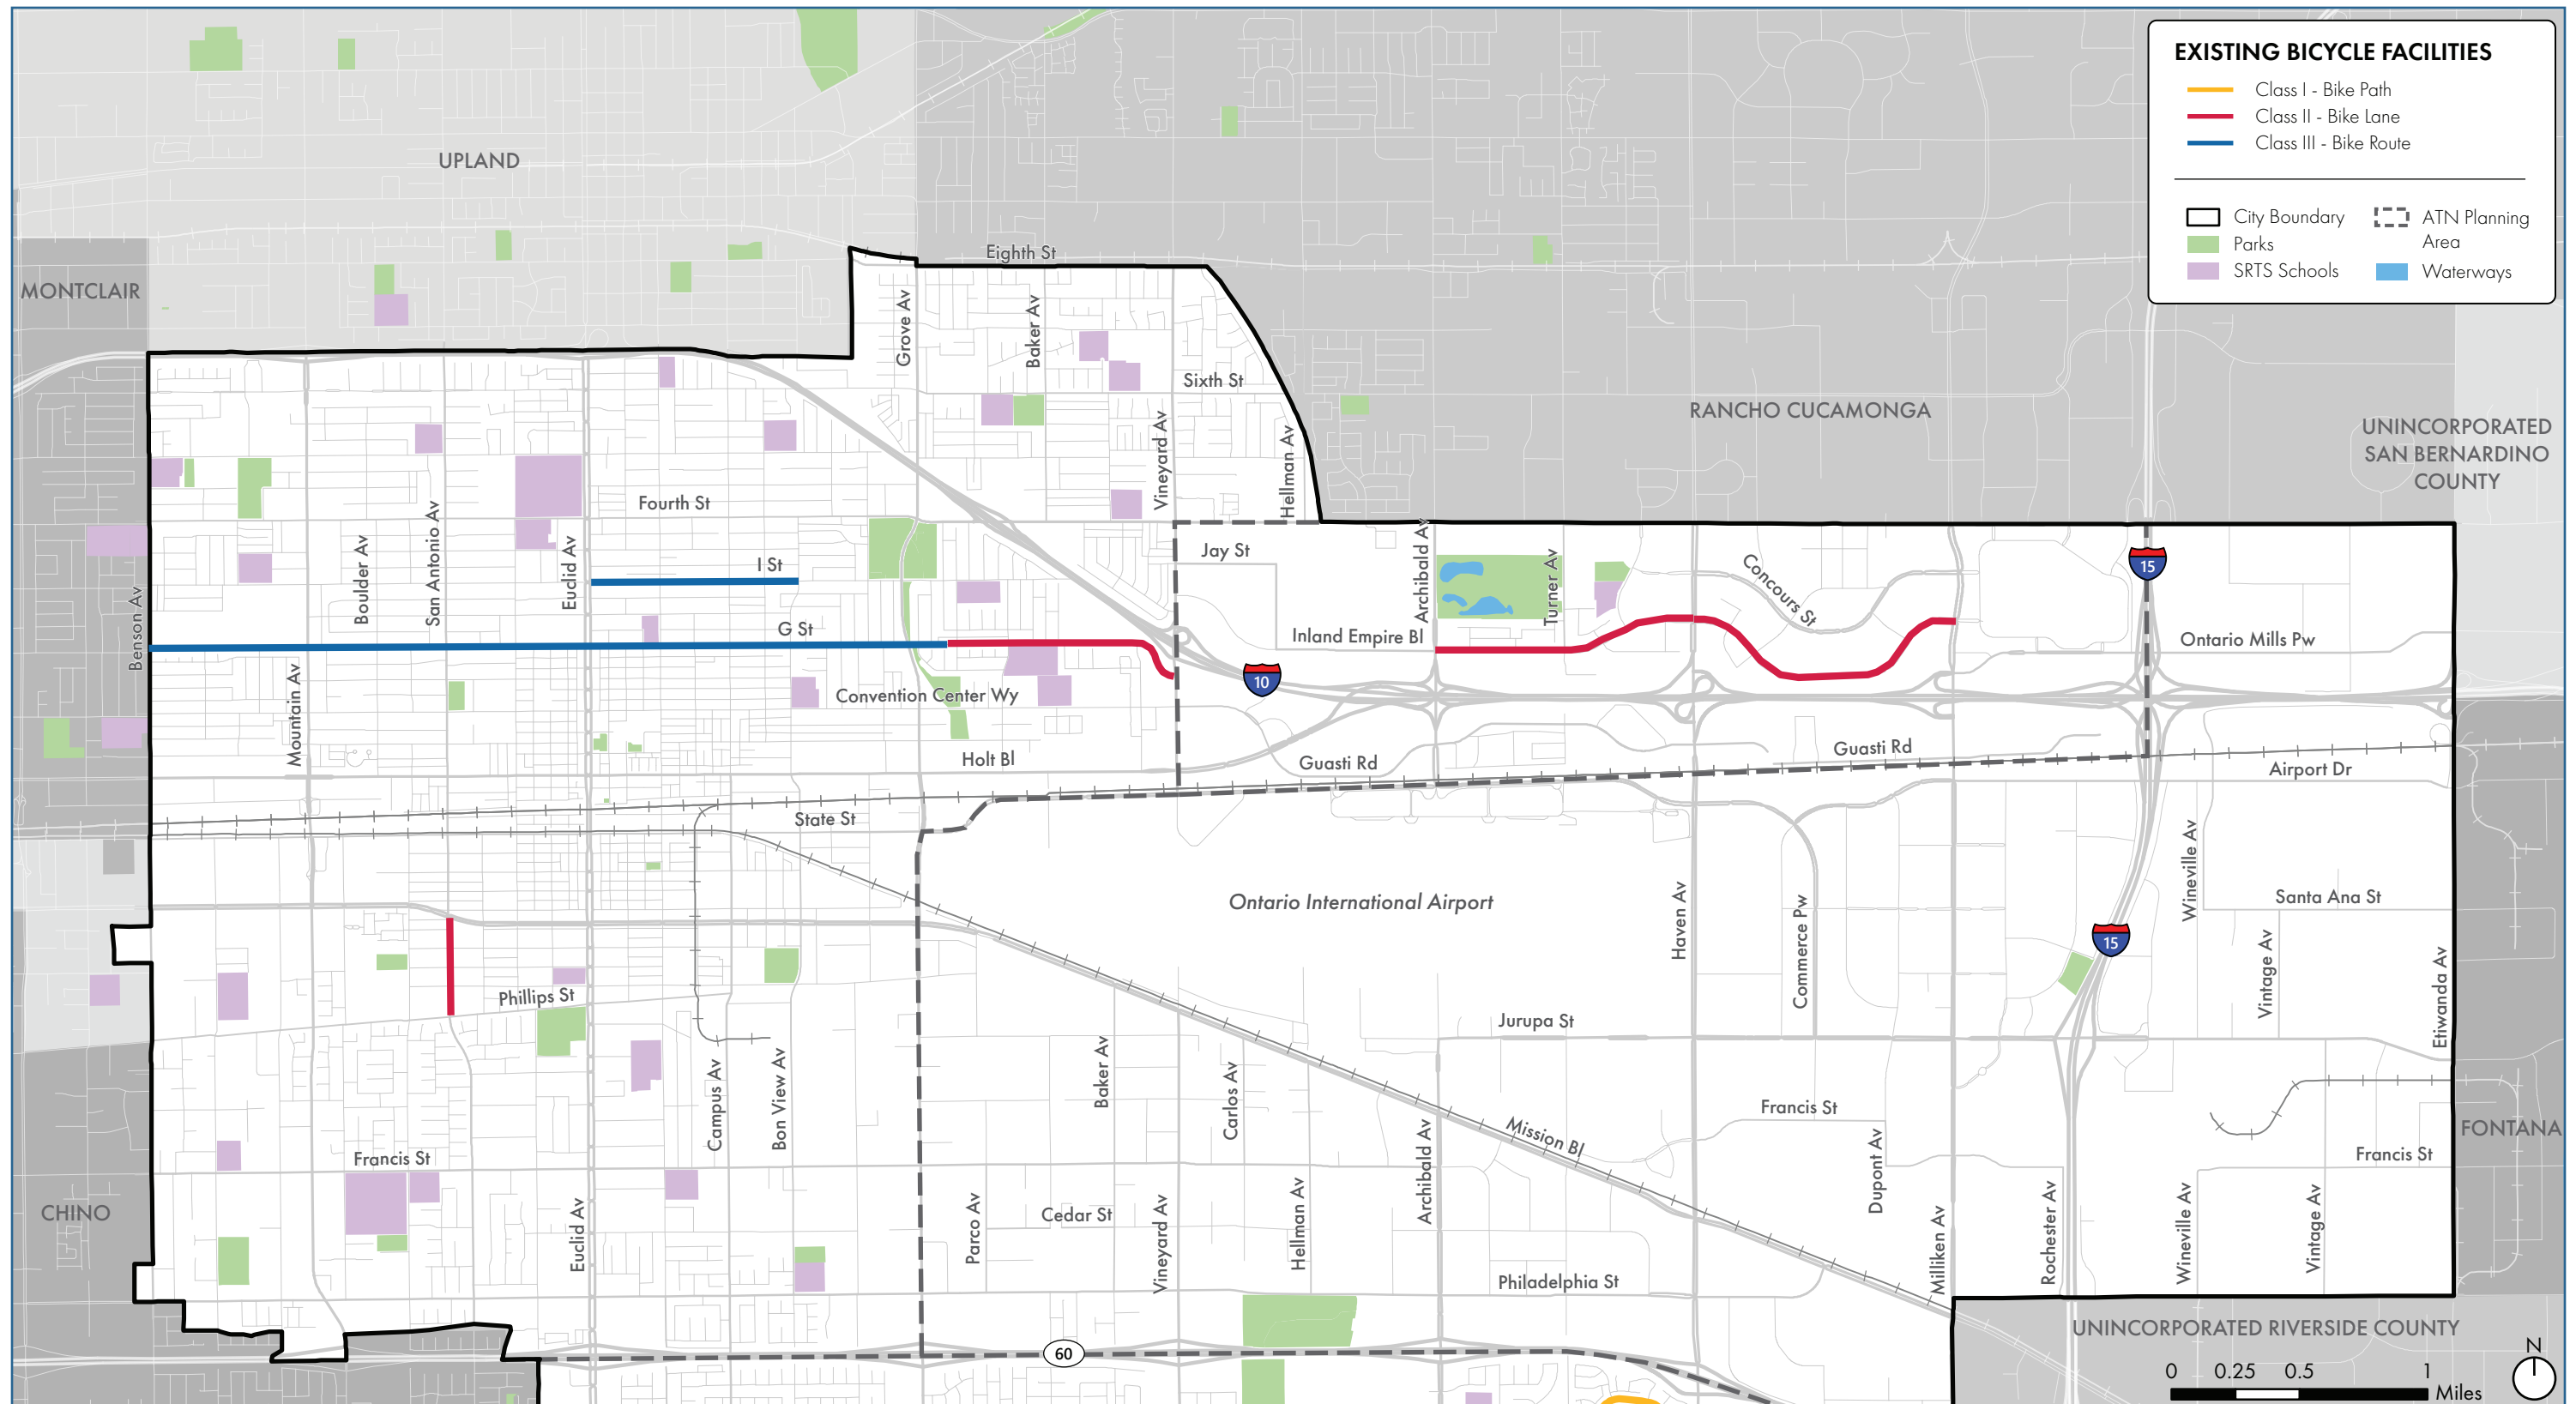 EXISTING BICYCLE FACILITIES
Class I - Bike Path
Class II - Bike Lane
Class III - Bike Route
City Boundary
Parks
SRTS Schools
ATN Planning
Area
Waterways
UPLAND
MONTCLAIR
Eighth St
Grove Av
Baker Av
Sixth St
Vineyard Av
Hellman Av
RANCHO CUCAMONGA
UNINCORPORATED
SAN BERNARDINO
COUNTY
Fourth St
Boulder Av
San Antonio Av
Euclid Av
I St
Jay St
Archibald Av
Turner Av
Concours St
15
Benson Av
G St
Inland Empire Bl
Ontario Mills Pw
Mountain Av
Convention Center Wy
10
Holt Bl
Guasti Rd
Guasti Rd
Airport Dr
State St
Ontario International Airport
Haven Av
Commerce Pw
Wineville Av
Santa Ana St
15
Vintage Av
Etiwanda Av
Phillips St
Jurupa St
Campus Av
Bon View Av
Baker Av
Carlos Av
Mission Bl
Francis St
Dupont Av
FONTANA
Francis St
Francis St
CHINO
Euclid Av
Parco Av
Cedar St
Vineyard Av
Hellman Av
Archibald Av
Philadelphia St
Milliken Av
Rochester Av
Wineville Av
Vintage Av
UNINCORPORATED RIVERSIDE COUNTY
60
N
0 0.25 0.5 1
Miles